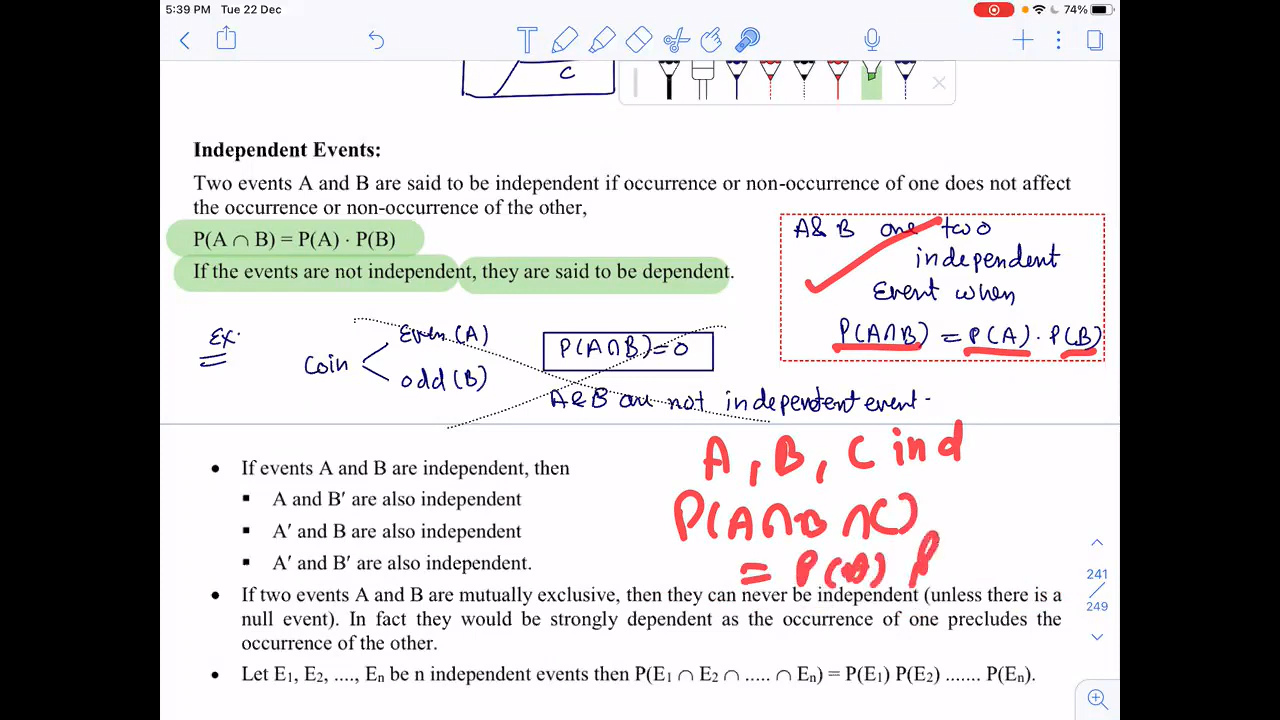 5:39 PM Tue 22 Dec
74%
C
Independent Events:
Two events A and B are said to be independent if occurrence or non-occurrence of one does not affect
the occurrence or non-occurrence of the other,
P(A ∩ B) = P(A) · P(B)
If the events are not independent, they are said to be dependent.
A & B are two
independent
Event when
P(A∩B) = P(A) . P(B)
Ex:
Coin
Even (A)
odd (B)
P(A∩B) = 0
A & B are not independent event.
A, B, C ind
P(A∩B∩C)
= P(A) P
• If events A and B are independent, then
▪ A and B′ are also independent
▪ A′ and B are also independent
▪ A′ and B′ are also independent.
• If two events A and B are mutually exclusive, then they can never be independent (unless there is a
null event). In fact they would be strongly dependent as the occurrence of one precludes the
occurrence of the other.
• Let E₁, E₂, ...., Eₙ be n independent events then P(E₁ ∩ E₂ ∩ ..... ∩ Eₙ) = P(E₁) P(E₂) ....... P(Eₙ).
241
/
249